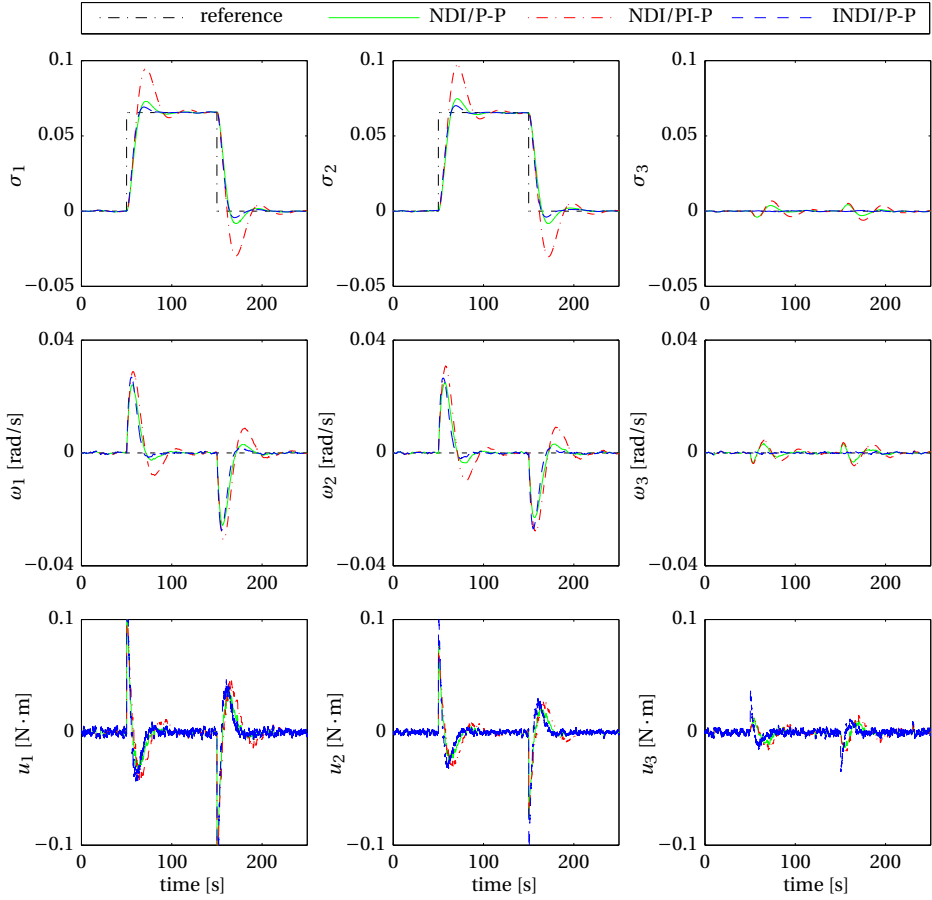 reference NDI/P-P NDI/PI-P INDI/P-P
0.1 0.1 0.1
0.05 0.05 0.05
σ1 σ2 σ3
0 0 0
−0.05 −0.05 −0.05
0 100 200 0 100 200 0 100 200
0.04 0.04 0.04
ω1 [rad/s] ω2 [rad/s] ω3 [rad/s]
0 0 0
−0.04 −0.04 −0.04
0 100 200 0 100 200 0 100 200
0.1 0.1 0.1
u1 [N·m] u2 [N·m] u3 [N·m]
0 0 0
−0.1 −0.1 −0.1
0 100 200 0 100 200 0 100 200
time [s] time [s] time [s]